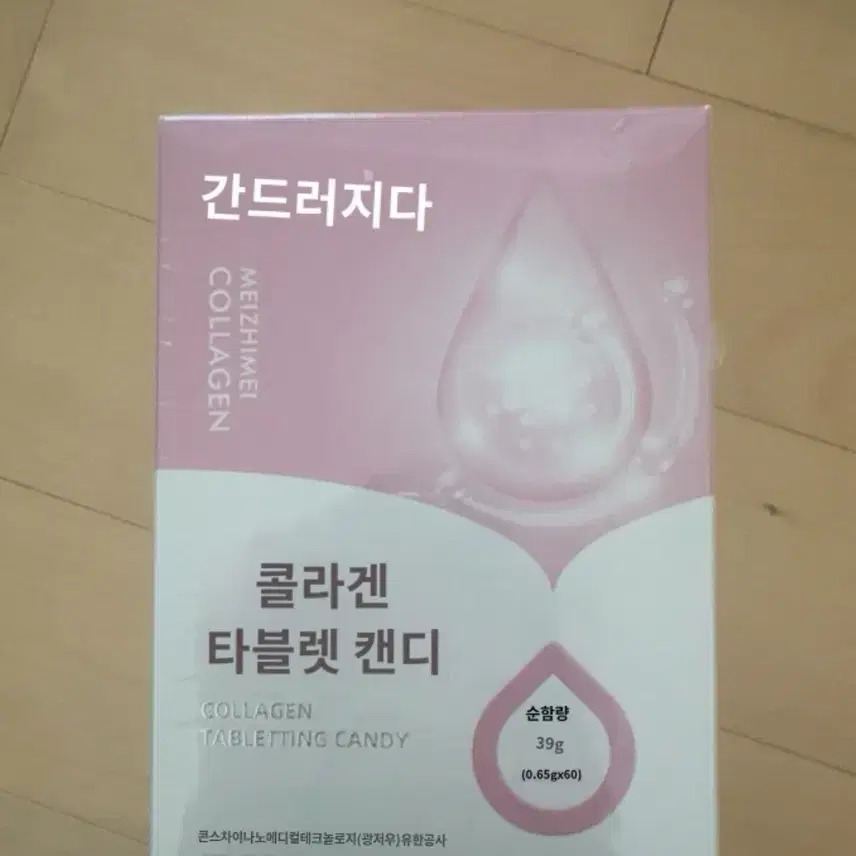 간드러지다
MEIZHIMEI
COLLAGEN
콜라겐
타블렛 캔디
COLLAGEN
TABLETTING CANDY
순함량
39g
(0.65gx60)
콘스차이나노메디컬테크놀로지(광저우)유한공사